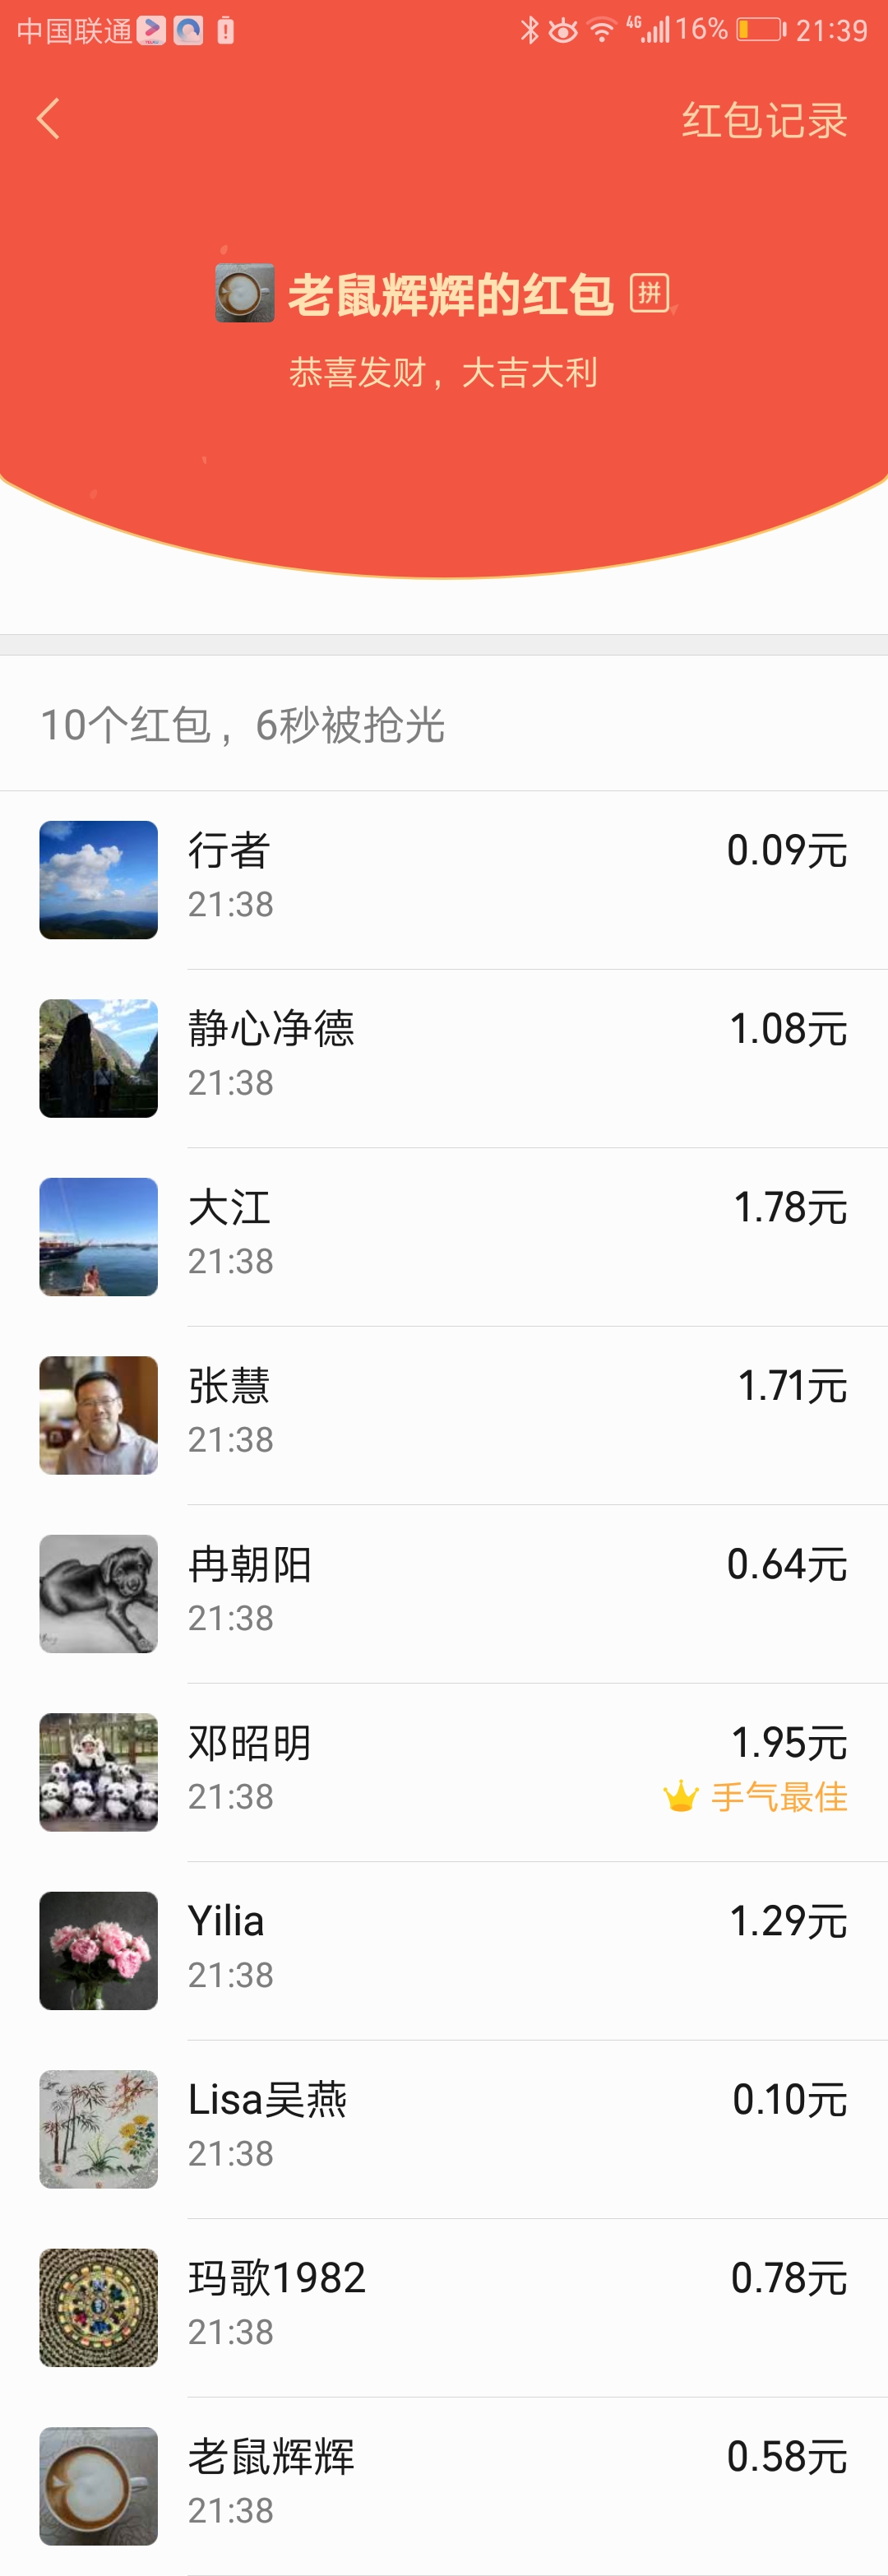 中国联通 4G 16% 21:39
红包记录
老鼠辉辉的红包 拼
恭喜发财，大吉大利
10个红包，6秒被抢光
行者 0.09元
21:38
静心净德 1.08元
21:38
大江 1.78元
21:38
张慧 1.71元
21:38
冉朝阳 0.64元
21:38
邓昭明 1.95元
21:38 手气最佳
Yilia 1.29元
21:38
Lisa吴燕 0.10元
21:38
玛歌1982 0.78元
21:38
老鼠辉辉 0.58元
21:38